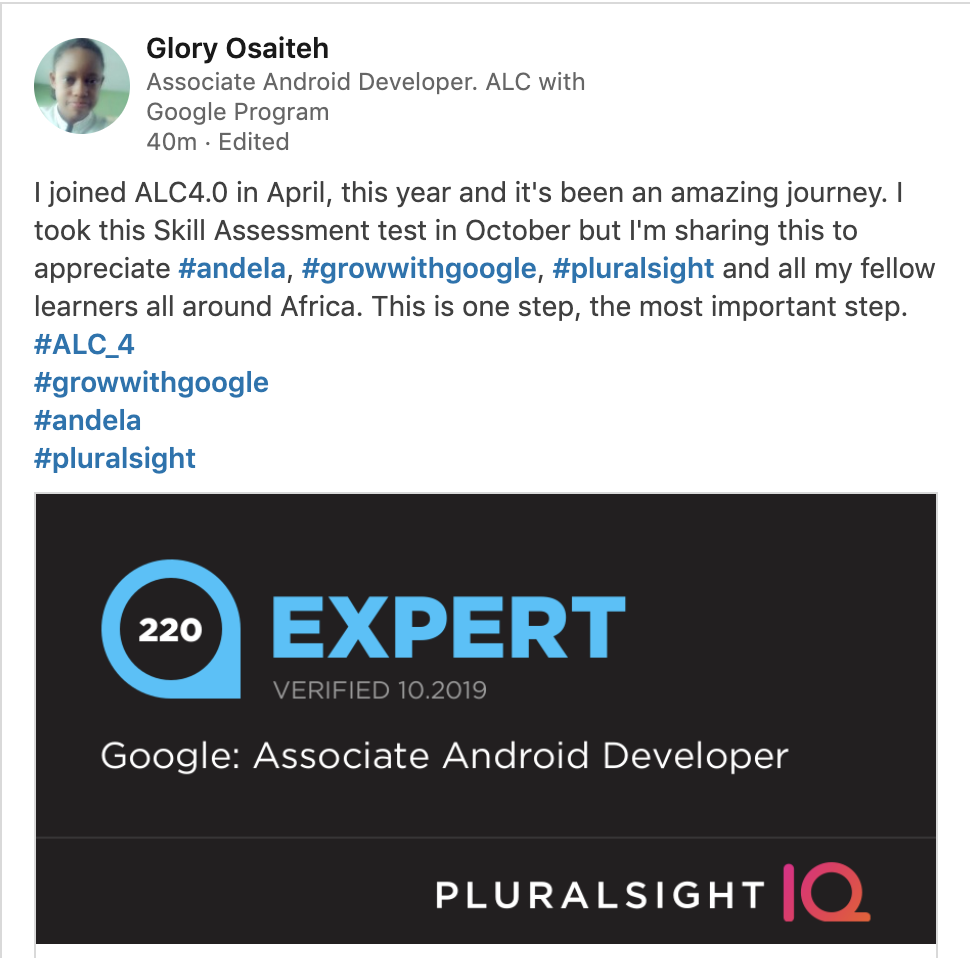 Glory Osaiteh
Associate Android Developer. ALC with
Google Program
40m · Edited
I joined ALC4.0 in April, this year and it's been an amazing journey. I
took this Skill Assessment test in October but I'm sharing this to
appreciate #andela, #growwithgoogle, #pluralsight and all my fellow
learners all around Africa. This is one step, the most important step.
#ALC_4
#growwithgoogle
#andela
#pluralsight
220
EXPERT
VERIFIED 10.2019
Google: Associate Android Developer
PLURALSIGHT IQ